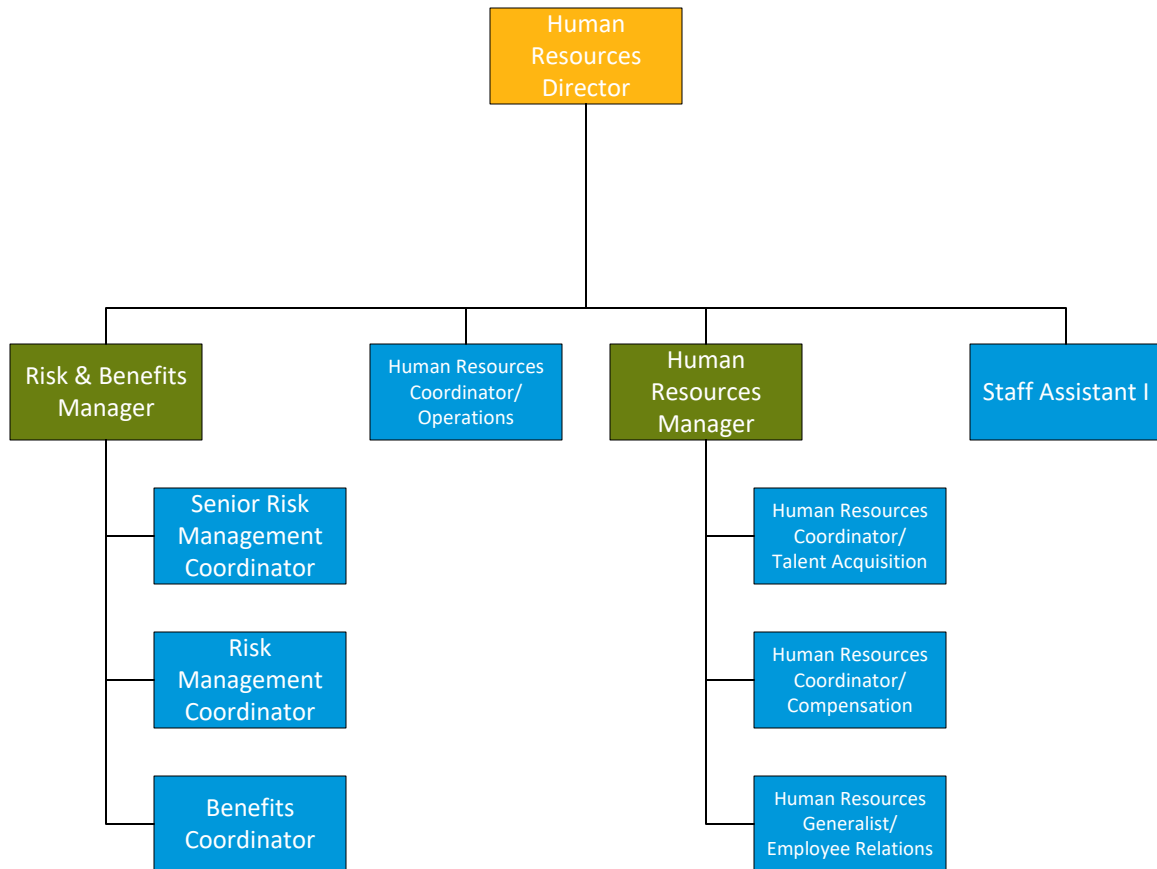 Human
Resources
Director
Risk & Benefits
Manager
Human Resources
Coordinator/
Operations
Human
Resources
Manager
Staff Assistant I
Senior Risk
Management
Coordinator
Human Resources
Coordinator/
Talent Acquisition
Risk
Management
Coordinator
Human Resources
Coordinator/
Compensation
Benefits
Coordinator
Human Resources
Generalist/
Employee Relations